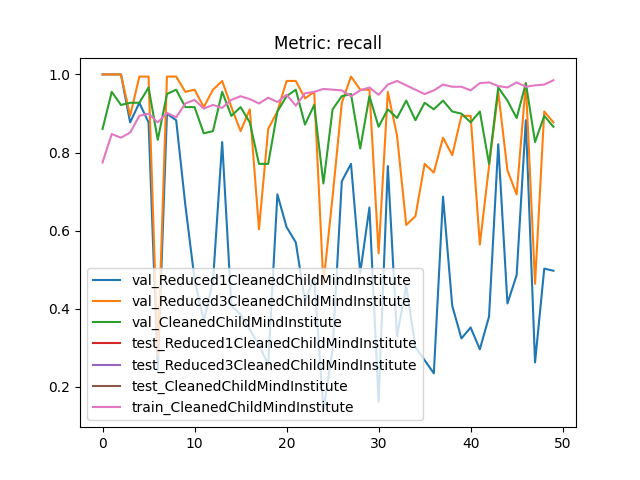 Metric: recall
1.0
0.8
0.6
0.4
0.2
val_Reduced1CleanedChildMindInstitute
val_Reduced3CleanedChildMindInstitute
val_CleanedChildMindInstitute
test_Reduced1CleanedChildMindInstitute
test_Reduced3CleanedChildMindInstitute
test_CleanedChildMindInstitute
train_CleanedChildMindInstitute
0 10 20 30 40 50